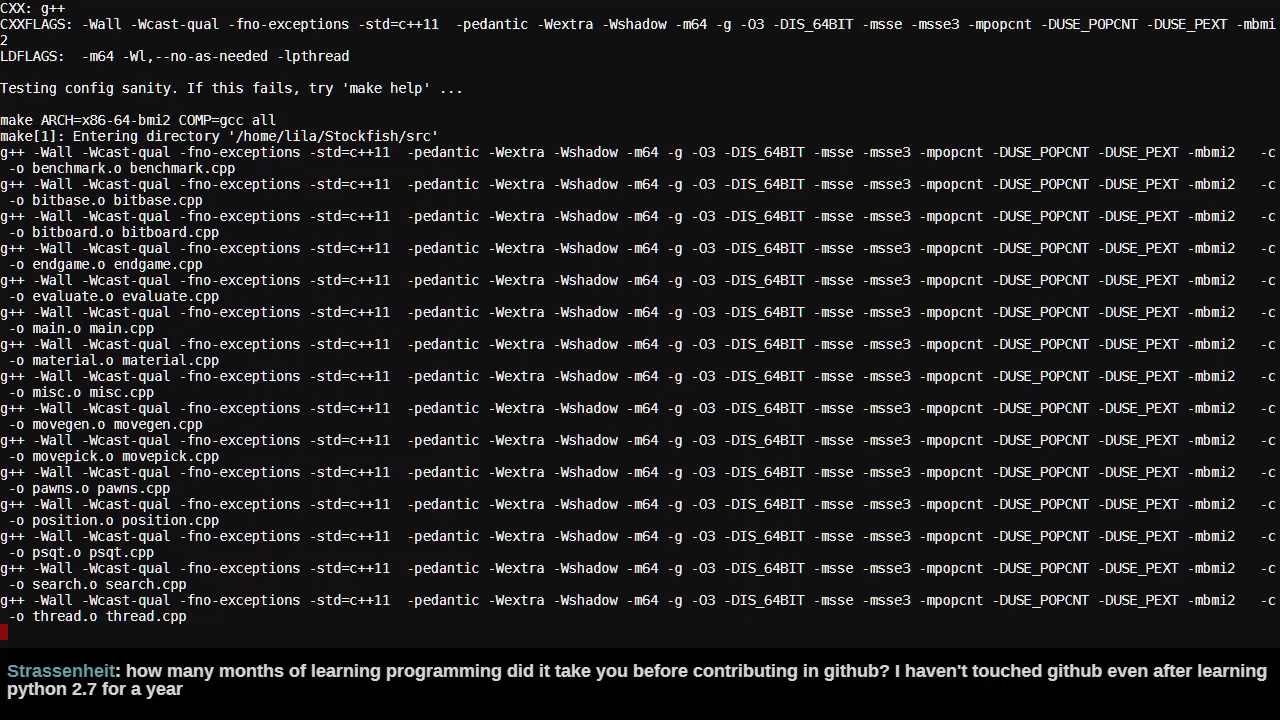 CXX: g++
CXXFLAGS: -Wall -Wcast-qual -fno-exceptions -std=c++11  -pedantic -Wextra -Wshadow -m64 -g -O3 -DIS_64BIT -msse -msse3 -mpopcnt -DUSE_POPCNT -DUSE_PEXT -mbmi
2
LDFLAGS:  -m64 -Wl,--no-as-needed -lpthread
Testing config sanity. If this fails, try 'make help' ...
make ARCH=x86-64-bmi2 COMP=gcc all
make[1]: Entering directory '/home/lila/Stockfish/src'
g++ -Wall -Wcast-qual -fno-exceptions -std=c++11  -pedantic -Wextra -Wshadow -m64 -g -O3 -DIS_64BIT -msse -msse3 -mpopcnt -DUSE_POPCNT -DUSE_PEXT -mbmi2   -c
 -o benchmark.o benchmark.cpp
g++ -Wall -Wcast-qual -fno-exceptions -std=c++11  -pedantic -Wextra -Wshadow -m64 -g -O3 -DIS_64BIT -msse -msse3 -mpopcnt -DUSE_POPCNT -DUSE_PEXT -mbmi2   -c
 -o bitbase.o bitbase.cpp
g++ -Wall -Wcast-qual -fno-exceptions -std=c++11  -pedantic -Wextra -Wshadow -m64 -g -O3 -DIS_64BIT -msse -msse3 -mpopcnt -DUSE_POPCNT -DUSE_PEXT -mbmi2   -c
 -o bitboard.o bitboard.cpp
g++ -Wall -Wcast-qual -fno-exceptions -std=c++11  -pedantic -Wextra -Wshadow -m64 -g -O3 -DIS_64BIT -msse -msse3 -mpopcnt -DUSE_POPCNT -DUSE_PEXT -mbmi2   -c
 -o endgame.o endgame.cpp
g++ -Wall -Wcast-qual -fno-exceptions -std=c++11  -pedantic -Wextra -Wshadow -m64 -g -O3 -DIS_64BIT -msse -msse3 -mpopcnt -DUSE_POPCNT -DUSE_PEXT -mbmi2   -c
 -o evaluate.o evaluate.cpp
g++ -Wall -Wcast-qual -fno-exceptions -std=c++11  -pedantic -Wextra -Wshadow -m64 -g -O3 -DIS_64BIT -msse -msse3 -mpopcnt -DUSE_POPCNT -DUSE_PEXT -mbmi2   -c
 -o main.o main.cpp
g++ -Wall -Wcast-qual -fno-exceptions -std=c++11  -pedantic -Wextra -Wshadow -m64 -g -O3 -DIS_64BIT -msse -msse3 -mpopcnt -DUSE_POPCNT -DUSE_PEXT -mbmi2   -c
 -o material.o material.cpp
g++ -Wall -Wcast-qual -fno-exceptions -std=c++11  -pedantic -Wextra -Wshadow -m64 -g -O3 -DIS_64BIT -msse -msse3 -mpopcnt -DUSE_POPCNT -DUSE_PEXT -mbmi2   -c
 -o misc.o misc.cpp
g++ -Wall -Wcast-qual -fno-exceptions -std=c++11  -pedantic -Wextra -Wshadow -m64 -g -O3 -DIS_64BIT -msse -msse3 -mpopcnt -DUSE_POPCNT -DUSE_PEXT -mbmi2   -c
 -o movegen.o movegen.cpp
g++ -Wall -Wcast-qual -fno-exceptions -std=c++11  -pedantic -Wextra -Wshadow -m64 -g -O3 -DIS_64BIT -msse -msse3 -mpopcnt -DUSE_POPCNT -DUSE_PEXT -mbmi2   -c
 -o movepick.o movepick.cpp
g++ -Wall -Wcast-qual -fno-exceptions -std=c++11  -pedantic -Wextra -Wshadow -m64 -g -O3 -DIS_64BIT -msse -msse3 -mpopcnt -DUSE_POPCNT -DUSE_PEXT -mbmi2   -c
 -o pawns.o pawns.cpp
g++ -Wall -Wcast-qual -fno-exceptions -std=c++11  -pedantic -Wextra -Wshadow -m64 -g -O3 -DIS_64BIT -msse -msse3 -mpopcnt -DUSE_POPCNT -DUSE_PEXT -mbmi2   -c
 -o position.o position.cpp
g++ -Wall -Wcast-qual -fno-exceptions -std=c++11  -pedantic -Wextra -Wshadow -m64 -g -O3 -DIS_64BIT -msse -msse3 -mpopcnt -DUSE_POPCNT -DUSE_PEXT -mbmi2   -c
 -o psqt.o psqt.cpp
g++ -Wall -Wcast-qual -fno-exceptions -std=c++11  -pedantic -Wextra -Wshadow -m64 -g -O3 -DIS_64BIT -msse -msse3 -mpopcnt -DUSE_POPCNT -DUSE_PEXT -mbmi2   -c
 -o search.o search.cpp
g++ -Wall -Wcast-qual -fno-exceptions -std=c++11  -pedantic -Wextra -Wshadow -m64 -g -O3 -DIS_64BIT -msse -msse3 -mpopcnt -DUSE_POPCNT -DUSE_PEXT -mbmi2   -c
 -o thread.o thread.cpp
Strassenheit: how many months of learning programming did it take you before contributing in github? I haven't touched github even after learning
python 2.7 for a year